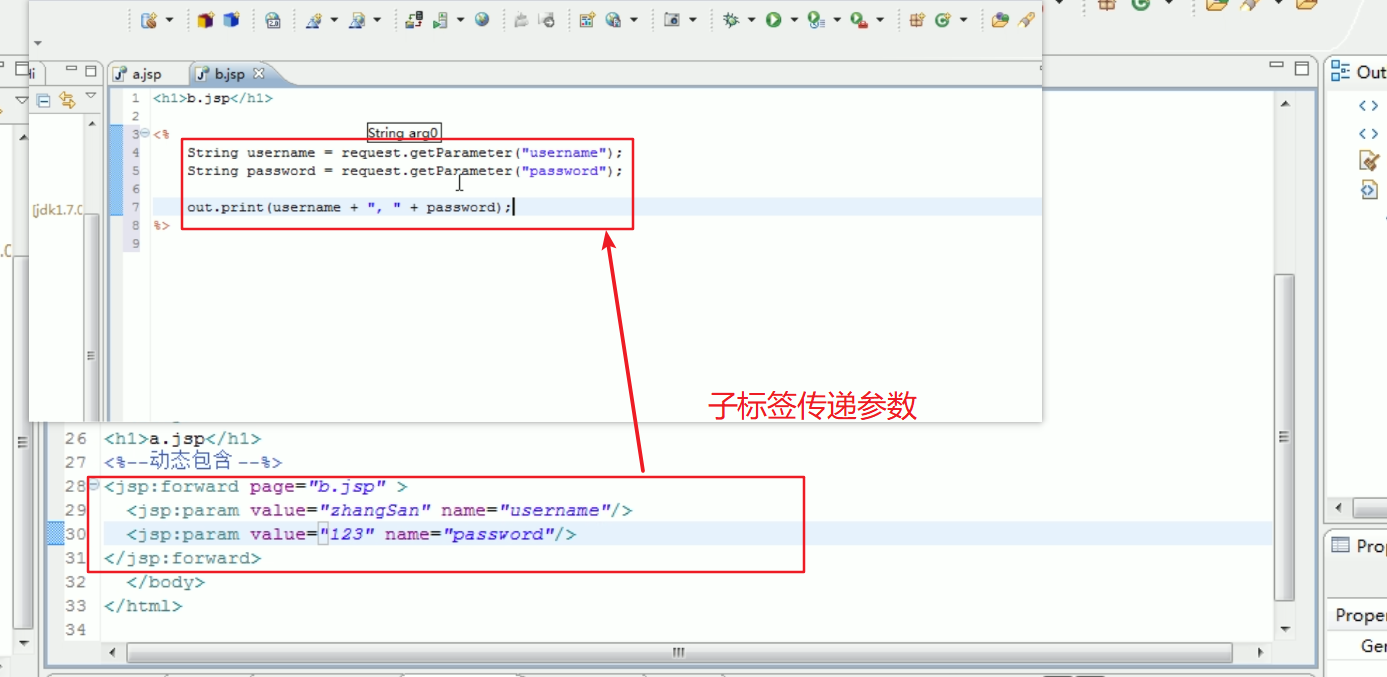 a.jsp
b.jsp
Out
1 <h1>b.jsp</h1>
2
3 <%
String arg0
4 String username = request.getParameter("username");
5 String password = request.getParameter("password");
6
7 out.print(username + ", " + password);
8 %>
9
[jdk1.7.0
子标签传递参数
26 <h1>a.jsp</h1>
27 <%--动态包含 --%>
28 <jsp:forward page="b.jsp" >
29 <jsp:param value="zhangSan" name="username"/>
30 <jsp:param value="123" name="password"/>
31 </jsp:forward>
32 </body>
33 </html>
34
Prop
Proper
Ger